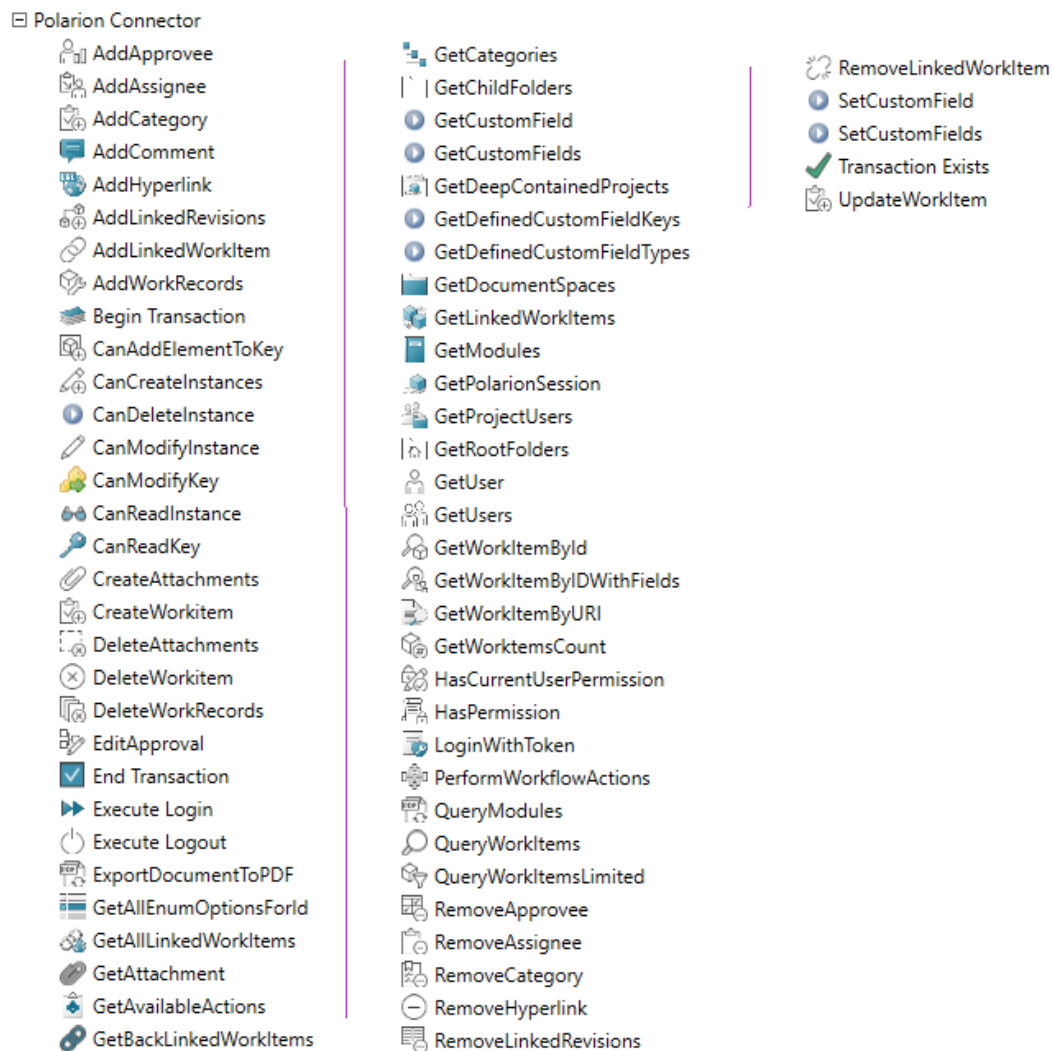 Polarion Connector
AddApprovee
AddAssignee
AddCategory
AddComment
AddHyperlink
AddLinkedRevisions
AddLinkedWorkItem
AddWorkRecords
Begin Transaction
CanAddElementToKey
CanCreateInstances
CanDeleteInstance
CanModifyInstance
CanModifyKey
CanReadInstance
CanReadKey
CreateAttachments
CreateWorkitem
DeleteAttachments
DeleteWorkitem
DeleteWorkRecords
EditApproval
End Transaction
Execute Login
Execute Logout
ExportDocumentToPDF
GetAllEnumOptionsForId
GetAllLinkedWorkItems
GetAttachment
GetAvailableActions
GetBackLinkedWorkItems
GetCategories
GetChildFolders
GetCustomField
GetCustomFields
GetDeepContainedProjects
GetDefinedCustomFieldKeys
GetDefinedCustomFieldTypes
GetDocumentSpaces
GetLinkedWorkItems
GetModules
GetPolarionSession
GetProjectUsers
GetRootFolders
GetUser
GetUsers
GetWorkItemById
GetWorkItemByIDWithFields
GetWorkItemByURI
GetWorktemsCount
HasCurrentUserPermission
HasPermission
LoginWithToken
PerformWorkflowActions
QueryModules
QueryWorkItems
QueryWorkItemsLimited
RemoveApprovee
RemoveAssignee
RemoveCategory
RemoveHyperlink
RemoveLinkedRevisions
RemoveLinkedWorkItem
SetCustomField
SetCustomFields
Transaction Exists
UpdateWorkItem